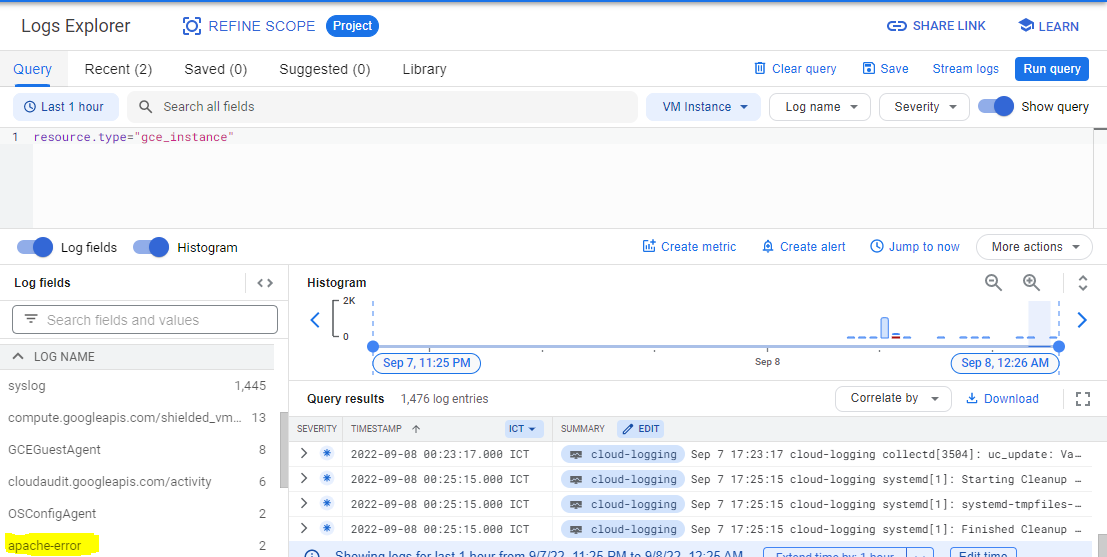 Logs Explorer REFINE SCOPE Project SHARE LINK LEARN
Query Recent (2) Saved (0) Suggested (0) Library Clear query Save Stream logs Run query
Last 1 hour Search all fields VM Instance Log name Severity Show query
1 resource.type="gce_instance"
Log fields Histogram Create metric Create alert Jump to now More actions
Log fields
Search fields and values
LOG NAME
syslog 1,445
compute.googleapis.com/shielded_vm... 13
GCEGuestAgent 8
cloudaudit.googleapis.com/activity 6
OSConfigAgent 2
apache-error 2
Histogram
2K
0
Sep 7, 11:25 PM Sep 8 Sep 8, 12:26 AM
Query results 1,476 log entries Correlate by Download
SEVERITY TIMESTAMP ICT SUMMARY EDIT
2022-09-08 00:23:17.000 ICT cloud-logging Sep 7 17:23:17 cloud-logging collectd[3504]: uc_update: Va…
2022-09-08 00:25:15.000 ICT cloud-logging Sep 7 17:25:15 cloud-logging systemd[1]: Starting Cleanup …
2022-09-08 00:25:15.000 ICT cloud-logging Sep 7 17:25:15 cloud-logging systemd[1]: systemd-tmpfiles-…
2022-09-08 00:25:15.000 ICT cloud-logging Sep 7 17:25:15 cloud-logging systemd[1]: Finished Cleanup …
Showing logs for last 1 hour from 9/7/22, 11:25 PM to 9/8/22, 12:25 AM. Extend time by: 1 hour Edit time